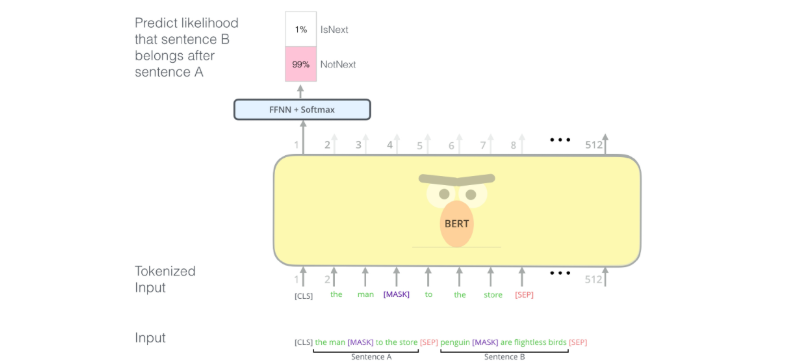 Predict likelihood
that sentence B
belongs after
sentence A
1% IsNext
99% NotNext
FFNN + Softmax
1 2 3 4 5 6 7 8 ••• 512
BERT
Tokenized
Input
1 2 ••• 512
[CLS] the man [MASK] to the store [SEP]
Input
[CLS] the man [MASK] to the store [SEP] penguin [MASK] are flightless birds [SEP]
Sentence A Sentence B